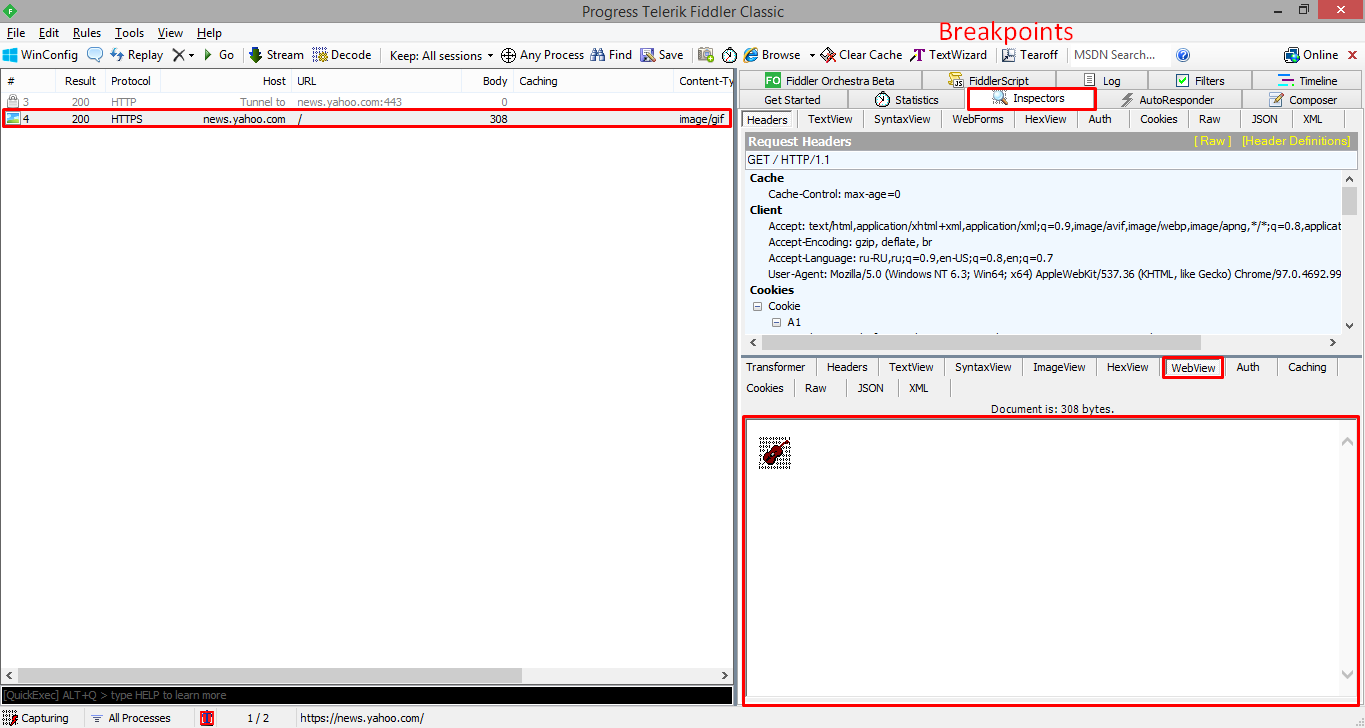 Progress Telerik Fiddler Classic
File Edit Rules Tools View Help
Breakpoints
WinConfig Replay Go Stream Decode Keep: All sessions Any Process Find Save Browse Clear Cache TextWizard Tearoff MSDN Search... Online
# Result Protocol Host URL Body Caching Content-Ty
3 200 HTTP Tunnel to news.yahoo.com:443 0
4 200 HTTPS news.yahoo.com / 308 image/gif
FO Fiddler Orchestra Beta FiddlerScript Log Filters Timeline
Get Started Statistics Inspectors AutoResponder Composer
Headers TextView SyntaxView WebForms HexView Auth Cookies Raw JSON XML
Request Headers [ Raw ] [Header Definitions]
GET / HTTP/1.1
Cache
Cache-Control: max-age=0
Client
Accept: text/html,application/xhtml+xml,application/xml;q=0.9,image/avif,image/webp,image/apng,*/*;q=0.8,applicat
Accept-Encoding: gzip, deflate, br
Accept-Language: ru-RU,ru;q=0.9,en-US;q=0.8,en;q=0.7
User-Agent: Mozilla/5.0 (Windows NT 6.3; Win64; x64) AppleWebKit/537.36 (KHTML, like Gecko) Chrome/97.0.4692.99
Cookies
Cookie
A1
Transformer Headers TextView SyntaxView ImageView HexView WebView Auth Caching
Cookies Raw JSON XML
Document is: 308 bytes.
[QuickExec] ALT+Q > type HELP to learn more
Capturing All Processes 1 / 2 https://news.yahoo.com/